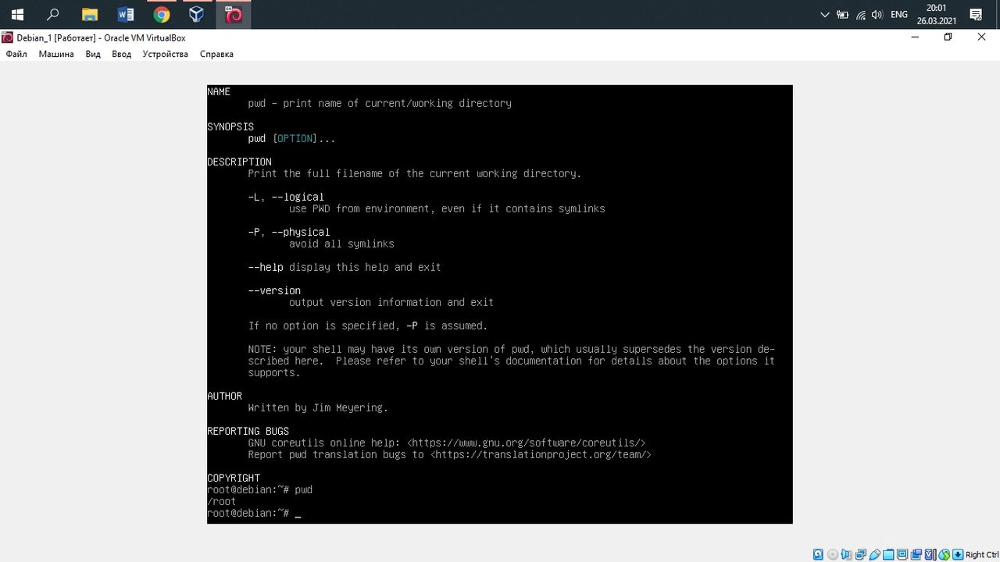 20:01
ENG
26.03.2021
Debian_1 [Работает] - Oracle VM VirtualBox
Файл Машина Вид Ввод Устройства Справка
NAME
pwd - print name of current/working directory
SYNOPSIS
pwd [OPTION]...
DESCRIPTION
Print the full filename of the current working directory.
-L, --logical
use PWD from environment, even if it contains symlinks
-P, --physical
avoid all symlinks
--help display this help and exit
--version
output version information and exit
If no option is specified, -P is assumed.
NOTE: your shell may have its own version of pwd, which usually supersedes the version de-
scribed here. Please refer to your shell's documentation for details about the options it
supports.
AUTHOR
Written by Jim Meyering.
REPORTING BUGS
GNU coreutils online help: <https://www.gnu.org/software/coreutils/>
Report pwd translation bugs to <https://translationproject.org/team/>
COPYRIGHT
root@debian:~# pwd
/root
root@debian:~# _
Right Ctrl